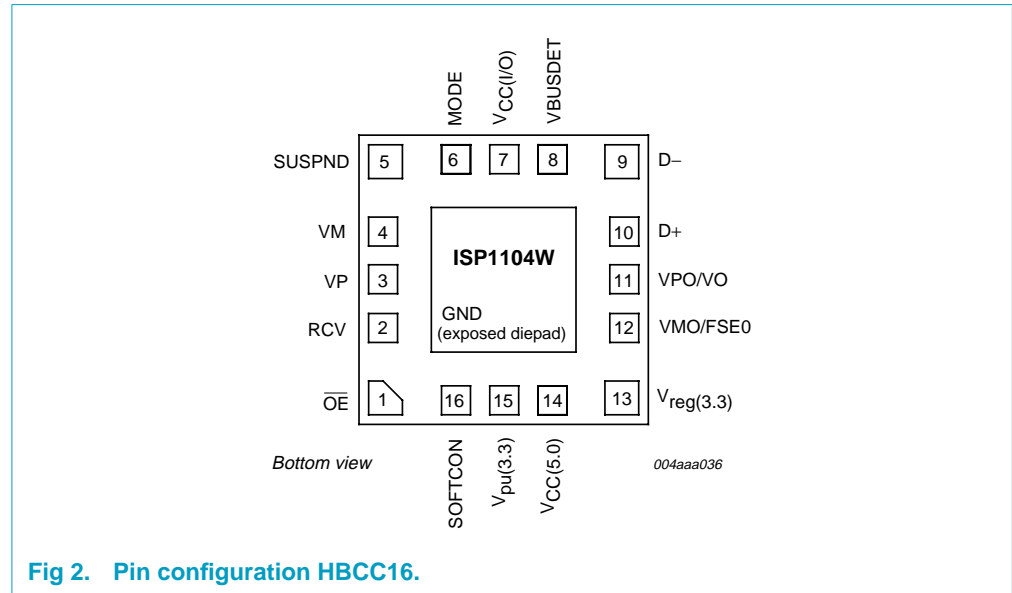 MODE
VCC(I/O)
VBUSDET
SUSPND 5 6 7 8 9 D−
VM 4 10 D+
ISP1104W
VP 3 11 VPO/VO
GND
(exposed diepad)
RCV 2 12 VMO/FSE0
OE 1 16 15 14 13 Vreg(3.3)
Bottom view
SOFTCON
Vpu(3.3)
VCC(5.0)
004aaa036
Fig 2. Pin configuration HBCC16.